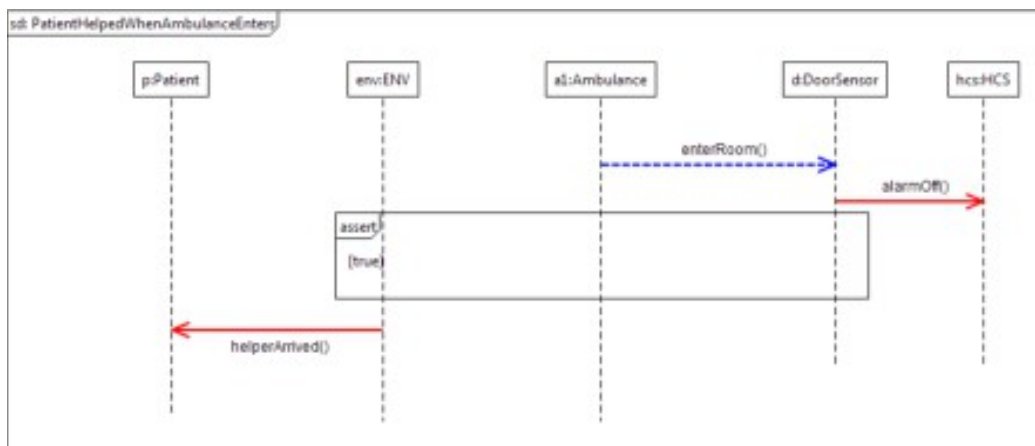 sd: PatientHelpedWhenAmbulanceEnters
p:Patient
env:ENV
a1:Ambulance
d:DoorSensor
hcs:HCS
enterRoom()
alarmOff()
assert
[true]
helperArrived()